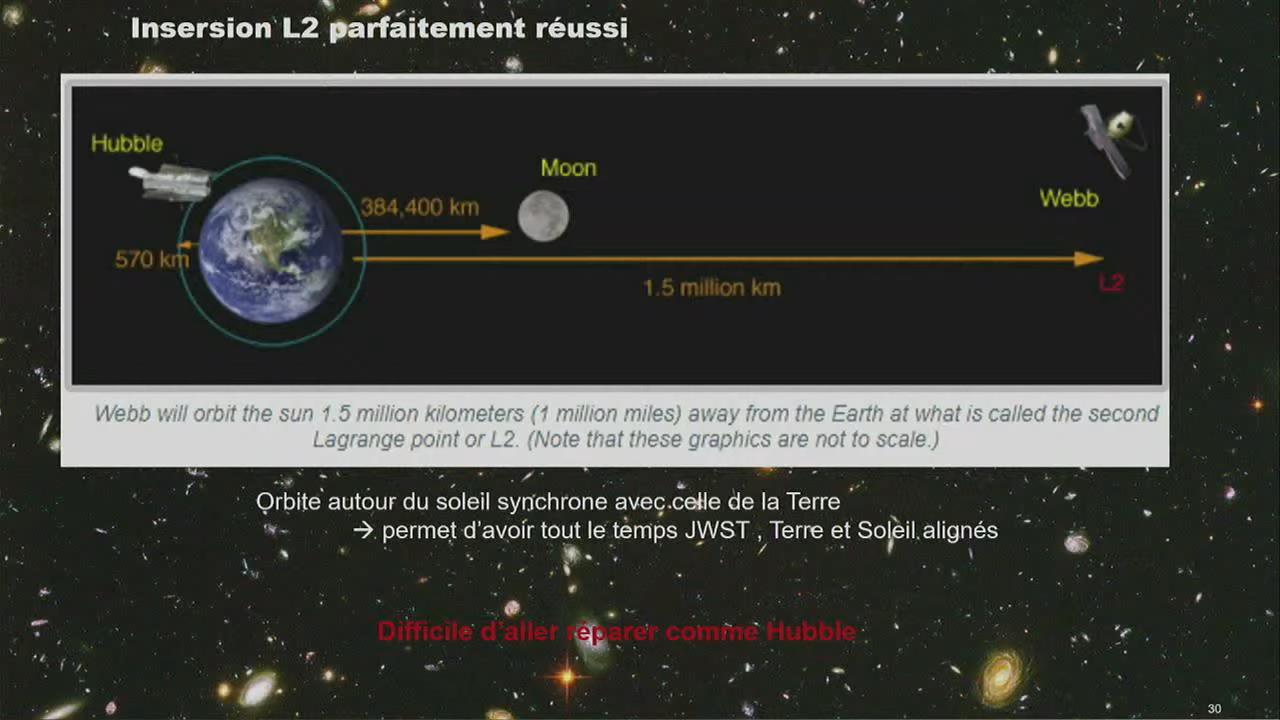 Insersion L2 parfaitement réussi
Hubble
Moon
384,400 km
Webb
570 km
1.5 million km
L2
Webb will orbit the sun 1.5 million kilometers (1 million miles) away from the Earth at what is called the second
Lagrange point or L2. (Note that these graphics are not to scale.)
Orbite autour du soleil synchrone avec celle de la Terre
→ permet d'avoir tout le temps JWST , Terre et Soleil alignés
Difficile d'aller réparer comme Hubble
30